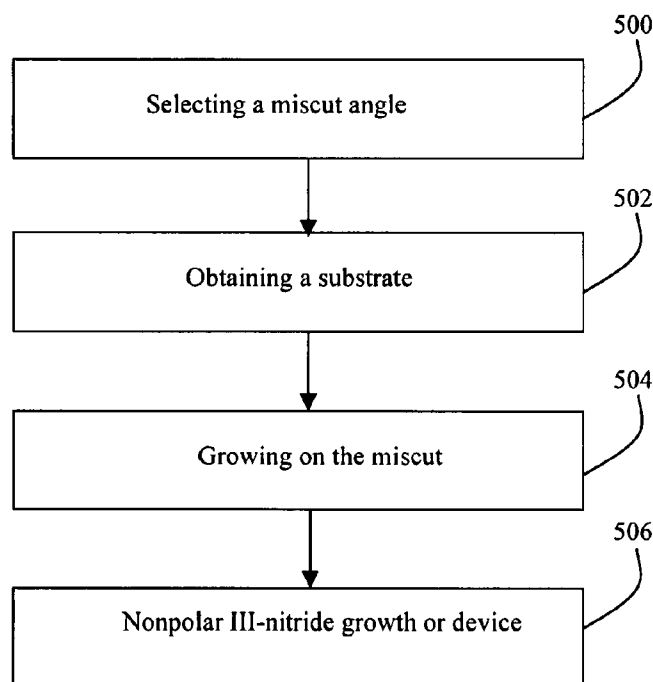 500
Selecting a miscut angle
502
Obtaining a substrate
504
Growing on the miscut
506
Nonpolar III-nitride growth or device